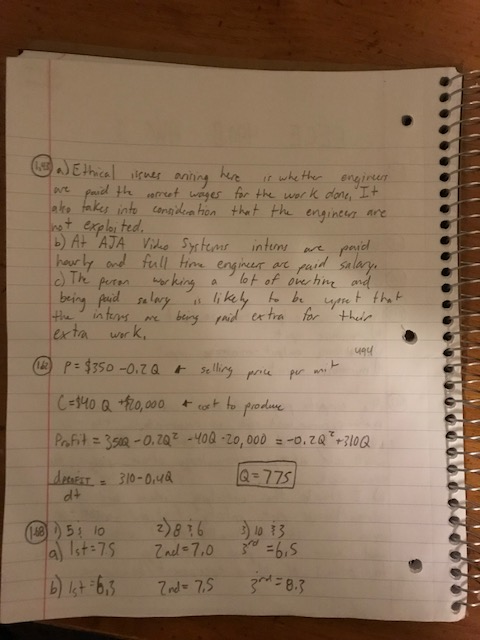 a) Ethical issues arising here is whether engineers
are paid the correct wages for the work done. It
also takes into consideration that the engineers are
not exploited.
b) At AJA Video Systems interns are paid
hourly and full time engineers are paid salary.
c) The person working a lot of overtime and
being paid salary is likely to be upset that
the interns are being paid extra for their
extra work.
P = $350 - 0.2Q ← selling price per unit
C = $40 Q + $20,000 ← cost to produce
Profit = 350Q - 0.2Q² - 40Q - 20,000 = -0.2Q² + 310Q
dPROFIT/dt = 310 - 0.4Q Q = 775
1) 5 & 10 2) 8 & 6 3) 10 & 3
a) 1st = 7.5 2nd = 7.0 3rd = 6.5
b) 1st = 6.3 2nd = 7.5 3rd = 8.3